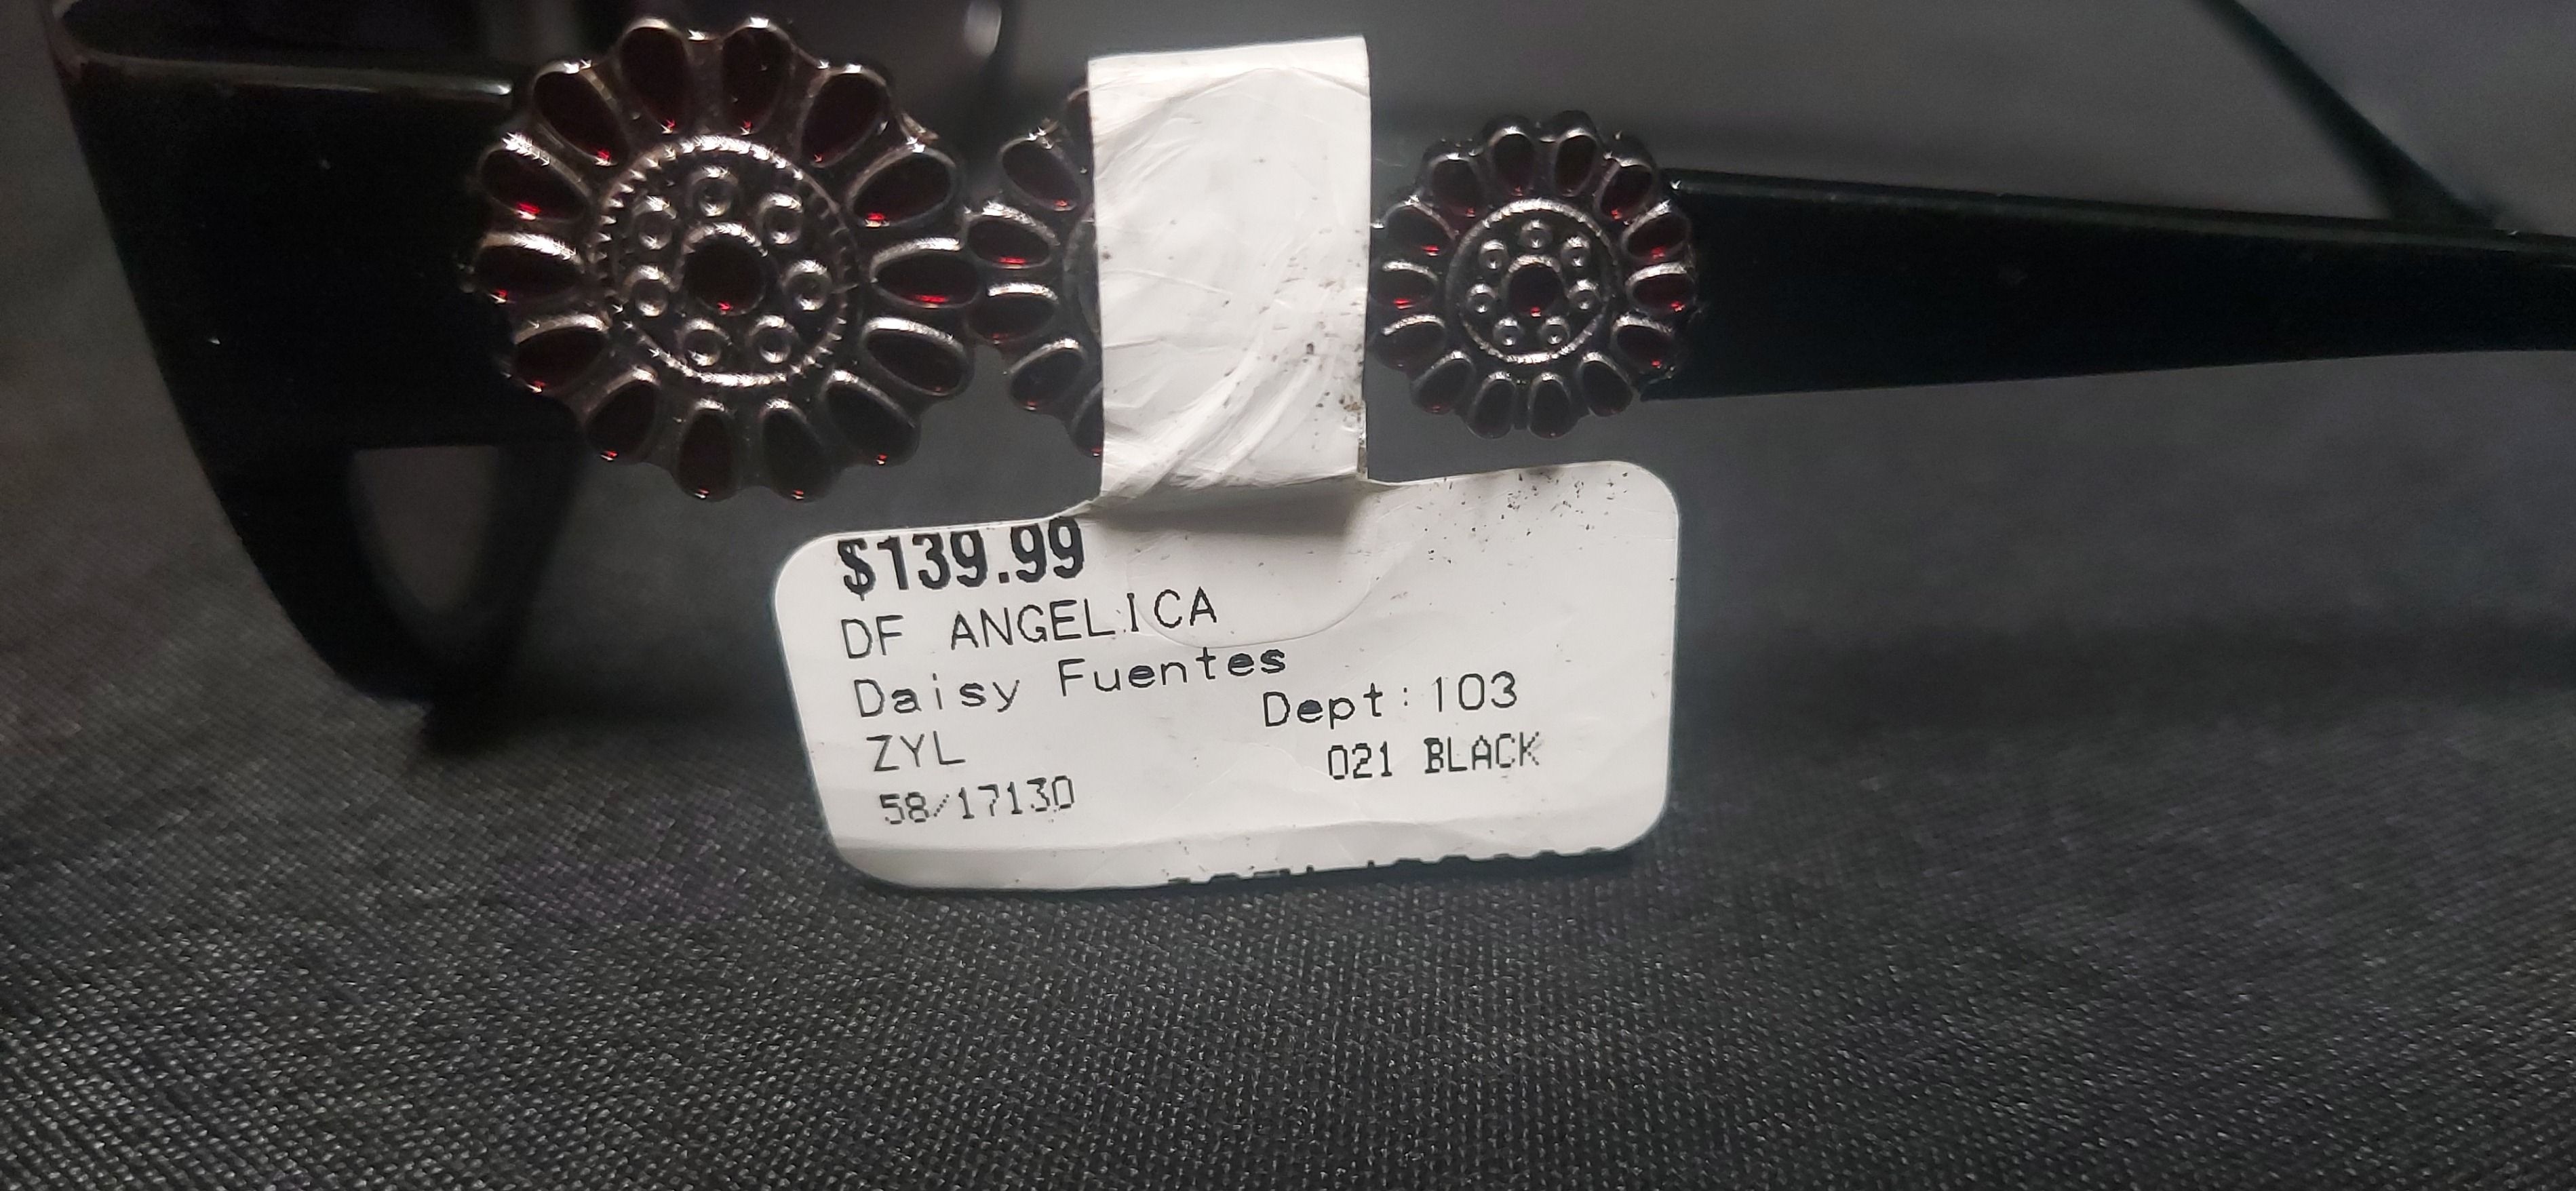 $139.99
DF ANGELICA
Daisy Fuentes
Dept:103
ZYL
021 BLACK
58/17130